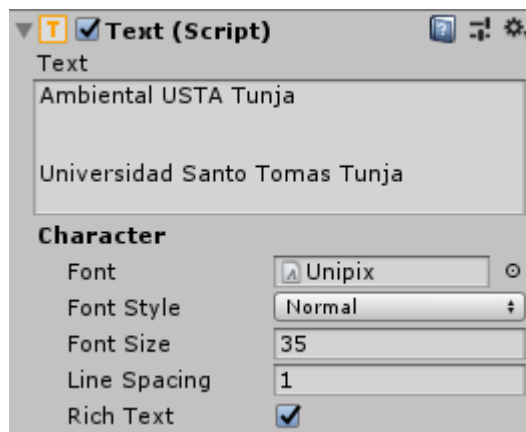 Text (Script)
Text
Ambiental USTA Tunja
Universidad Santo Tomas Tunja
Character
Font Unipix
Font Style Normal
Font Size 35
Line Spacing 1
Rich Text